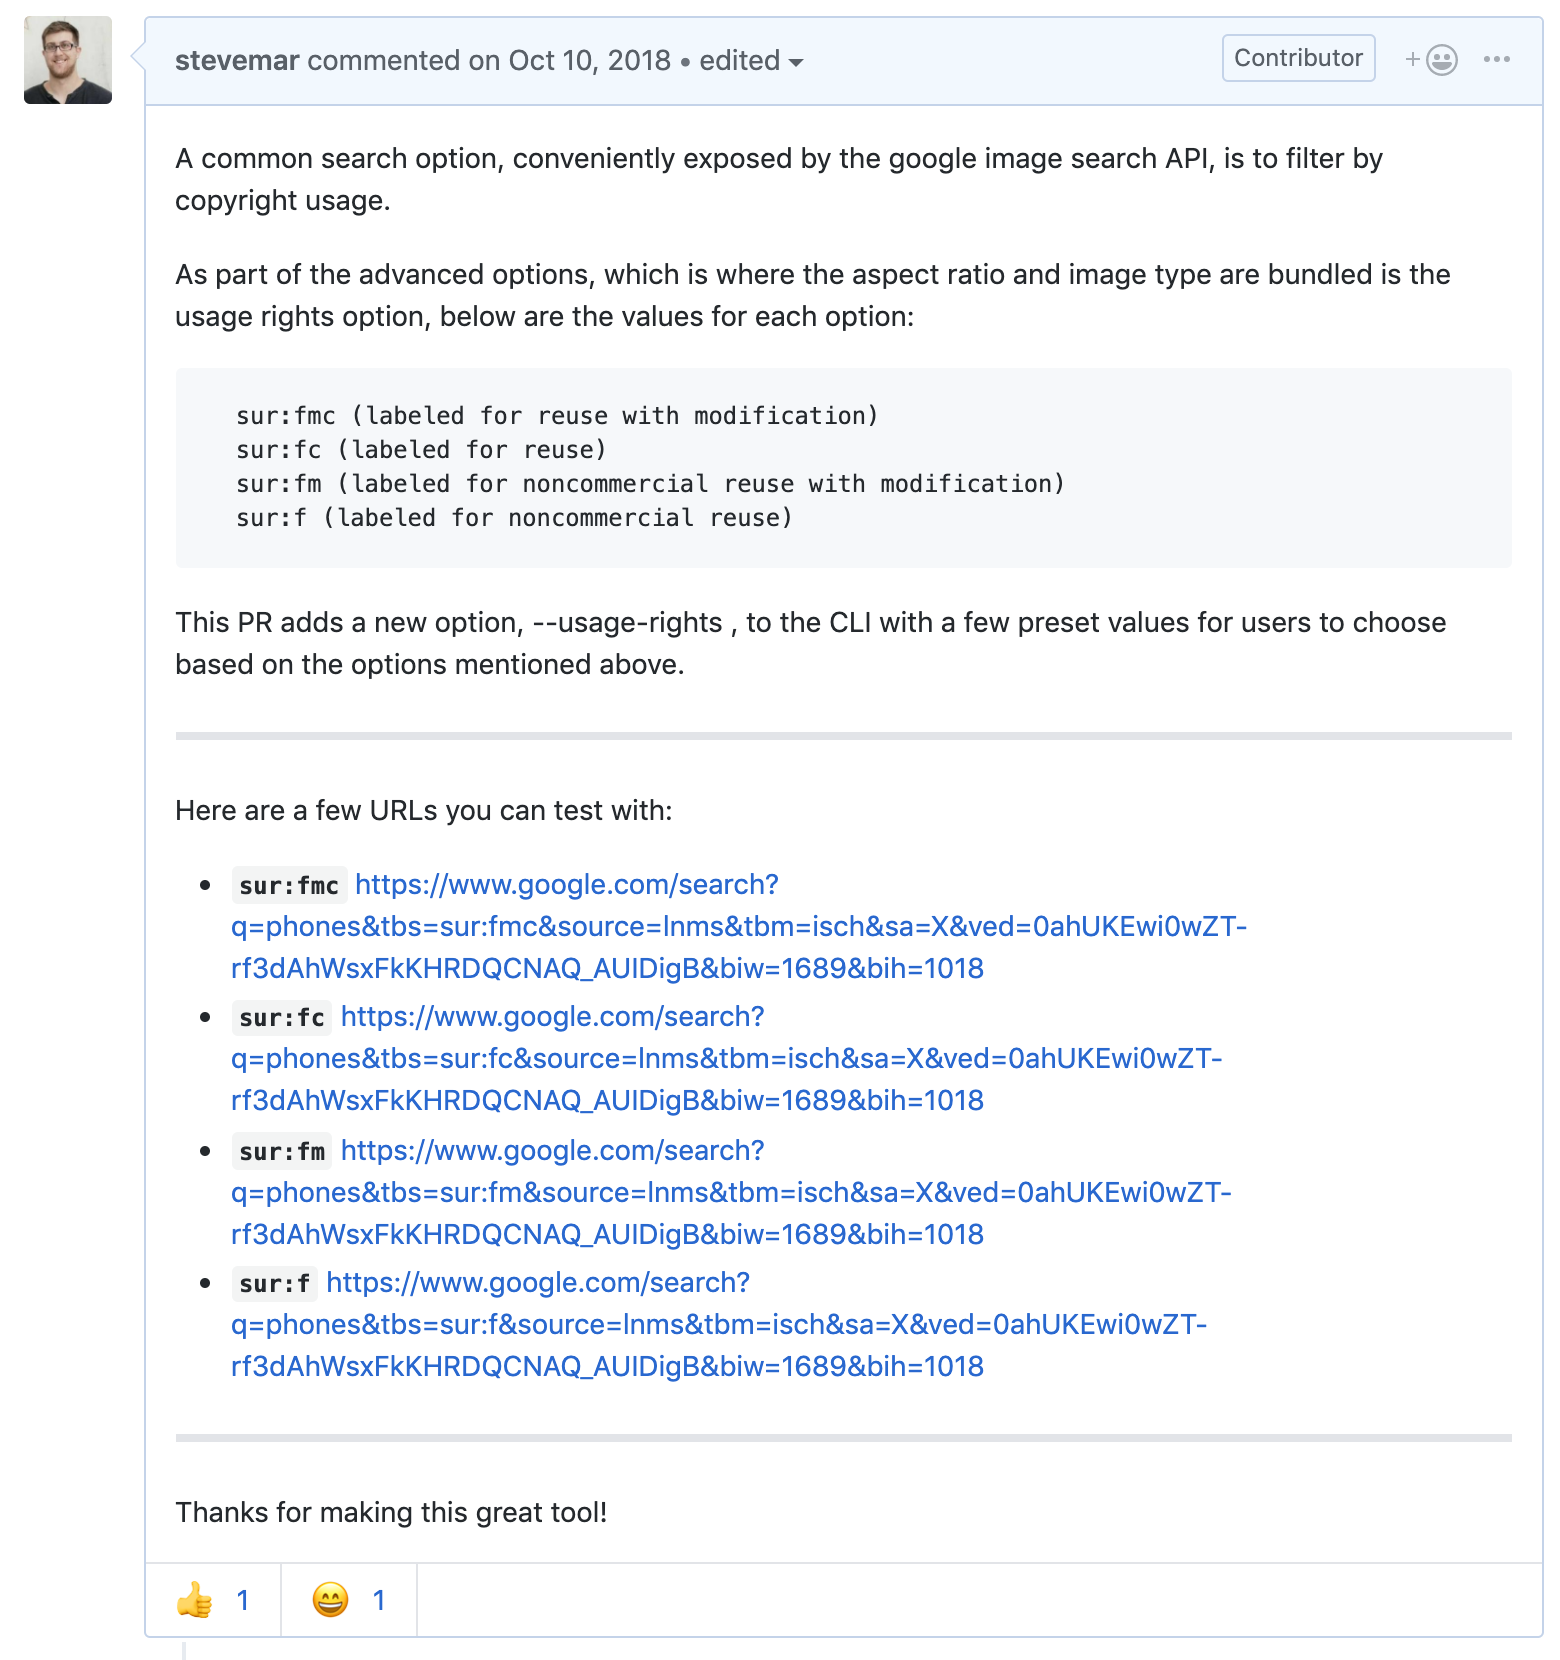 stevemar commented on Oct 10, 2018 • edited
Contributor
A common search option, conveniently exposed by the google image search API, is to filter by
copyright usage.
As part of the advanced options, which is where the aspect ratio and image type are bundled is the
usage rights option, below are the values for each option:
sur:fmc (labeled for reuse with modification)
sur:fc (labeled for reuse)
sur:fm (labeled for noncommercial reuse with modification)
sur:f (labeled for noncommercial reuse)
This PR adds a new option, --usage-rights , to the CLI with a few preset values for users to choose
based on the options mentioned above.
Here are a few URLs you can test with:
• sur:fmc https://www.google.com/search?
q=phones&tbs=sur:fmc&source=lnms&tbm=isch&sa=X&ved=0ahUKEwi0wZT-
rf3dAhWsxFkKHRDQCNAQ_AUIDigB&biw=1689&bih=1018
• sur:fc https://www.google.com/search?
q=phones&tbs=sur:fc&source=lnms&tbm=isch&sa=X&ved=0ahUKEwi0wZT-
rf3dAhWsxFkKHRDQCNAQ_AUIDigB&biw=1689&bih=1018
• sur:fm https://www.google.com/search?
q=phones&tbs=sur:fm&source=lnms&tbm=isch&sa=X&ved=0ahUKEwi0wZT-
rf3dAhWsxFkKHRDQCNAQ_AUIDigB&biw=1689&bih=1018
• sur:f https://www.google.com/search?
q=phones&tbs=sur:f&source=lnms&tbm=isch&sa=X&ved=0ahUKEwi0wZT-
rf3dAhWsxFkKHRDQCNAQ_AUIDigB&biw=1689&bih=1018
Thanks for making this great tool!
👍 1 😄 1